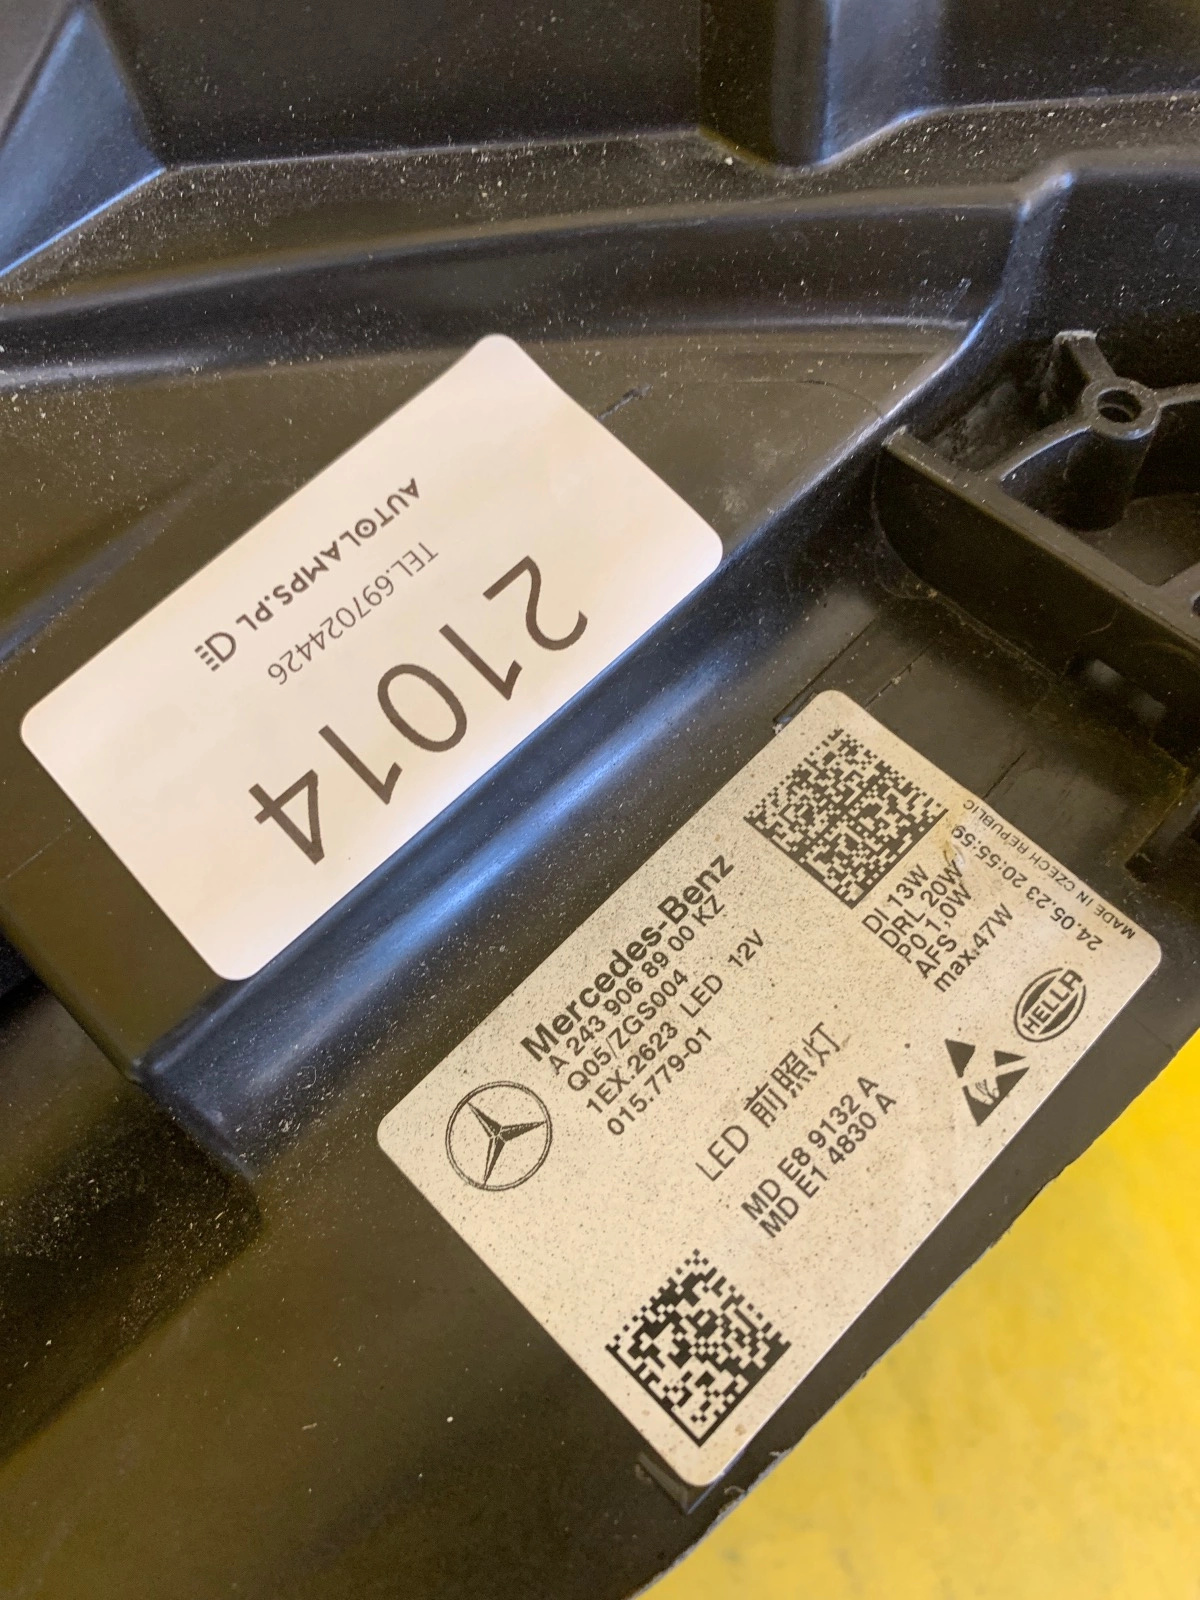 AUTOLAMPS.PL
TEL.697024426
21014
Mercedes-Benz
A 243 906 89 00 KZ
Q05/ZGS004
1EX.2623 LED 12V
015.779-01
LED 前照灯
MD E8 9132 A
MD E1 4830 A
DI 13W
DRL 20W
PO 1,0W
AFS
max.47W
HELLA
24.05.23 20:55:59
MADE IN CZECH REPUBLIC